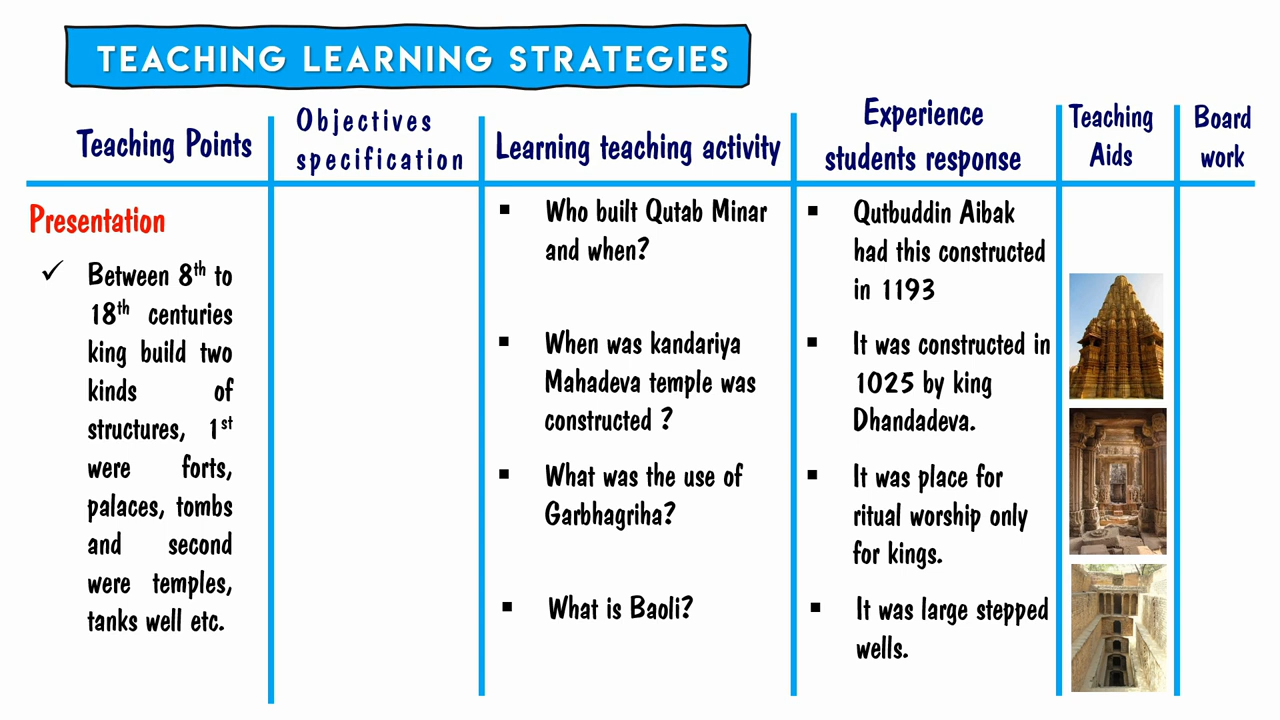 TEACHING LEARNING STRATEGIES
Teaching Points
Objectives
specification
Learning teaching activity
Experience
students response
Teaching
Aids
Board
work
Presentation
✓ Between 8th to
18th centuries
king build two
kinds of
structures, 1st
were forts,
palaces, tombs
and second
were temples,
tanks well etc.
▪ Who built Qutab Minar
and when?
▪ When was kandariya
Mahadeva temple was
constructed ?
▪ What was the use of
Garbhagriha?
▪ What is Baoli?
▪ Qutbuddin Aibak
had this constructed
in 1193
▪ It was constructed in
1025 by king
Dhandadeva.
▪ It was place for
ritual worship only
for kings.
▪ It was large stepped
wells.